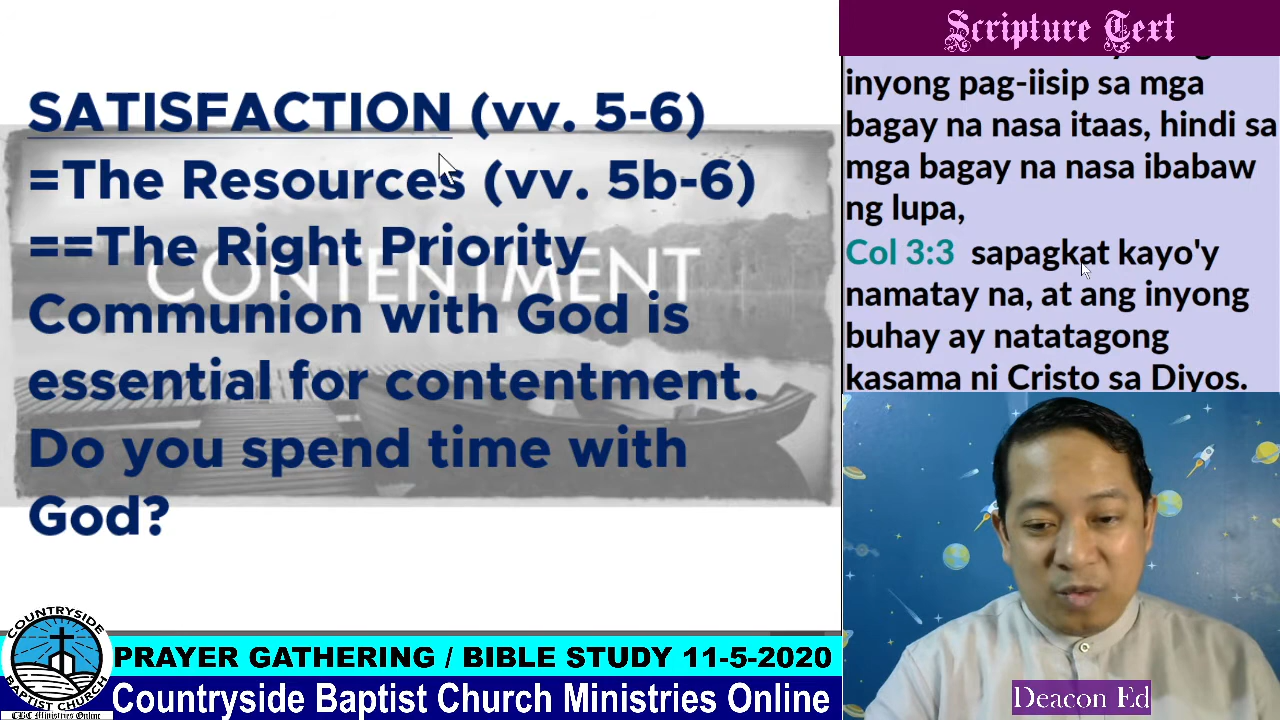 SATISFACTION (vv. 5-6)
=The Resources (vv. 5b-6)
==The Right Priority
CONTENTMENT
Communion with God is
essential for contentment.
Do you spend time with
God?
Scripture Text
inyong pag-iisip sa mga
bagay na nasa itaas, hindi sa
mga bagay na nasa ibabaw
ng lupa,
Col 3:3 sapagkat kayo'y
namatay na, at ang inyong
buhay ay natatagong
kasama ni Cristo sa Diyos.
COUNTRYSIDE
BAPTIST CHURCH
CBC Ministries Online
PRAYER GATHERING / BIBLE STUDY 11-5-2020
Countryside Baptist Church Ministries Online
Deacon Ed